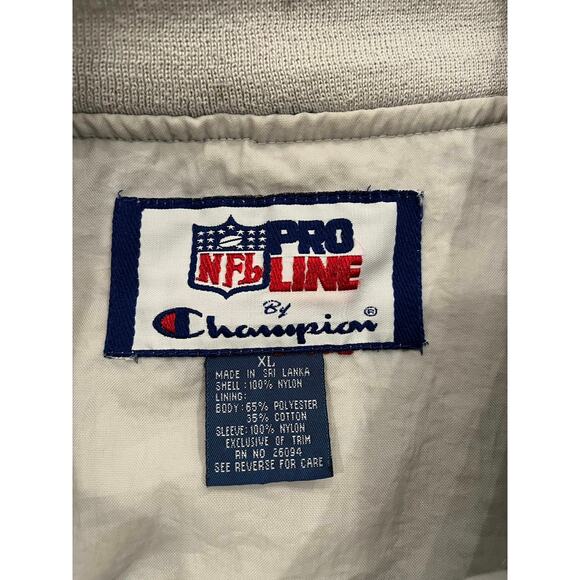 NFL PRO
LINE
By
Champion®
XL
MADE IN SRI LANKA
SHELL: 100% NYLON
LINING:
BODY: 65% POLYESTER
35% COTTON
SLEEVE: 100% NYLON
EXCLUSIVE OF TRIM
RN NO 26094
SEE REVERSE FOR CARE